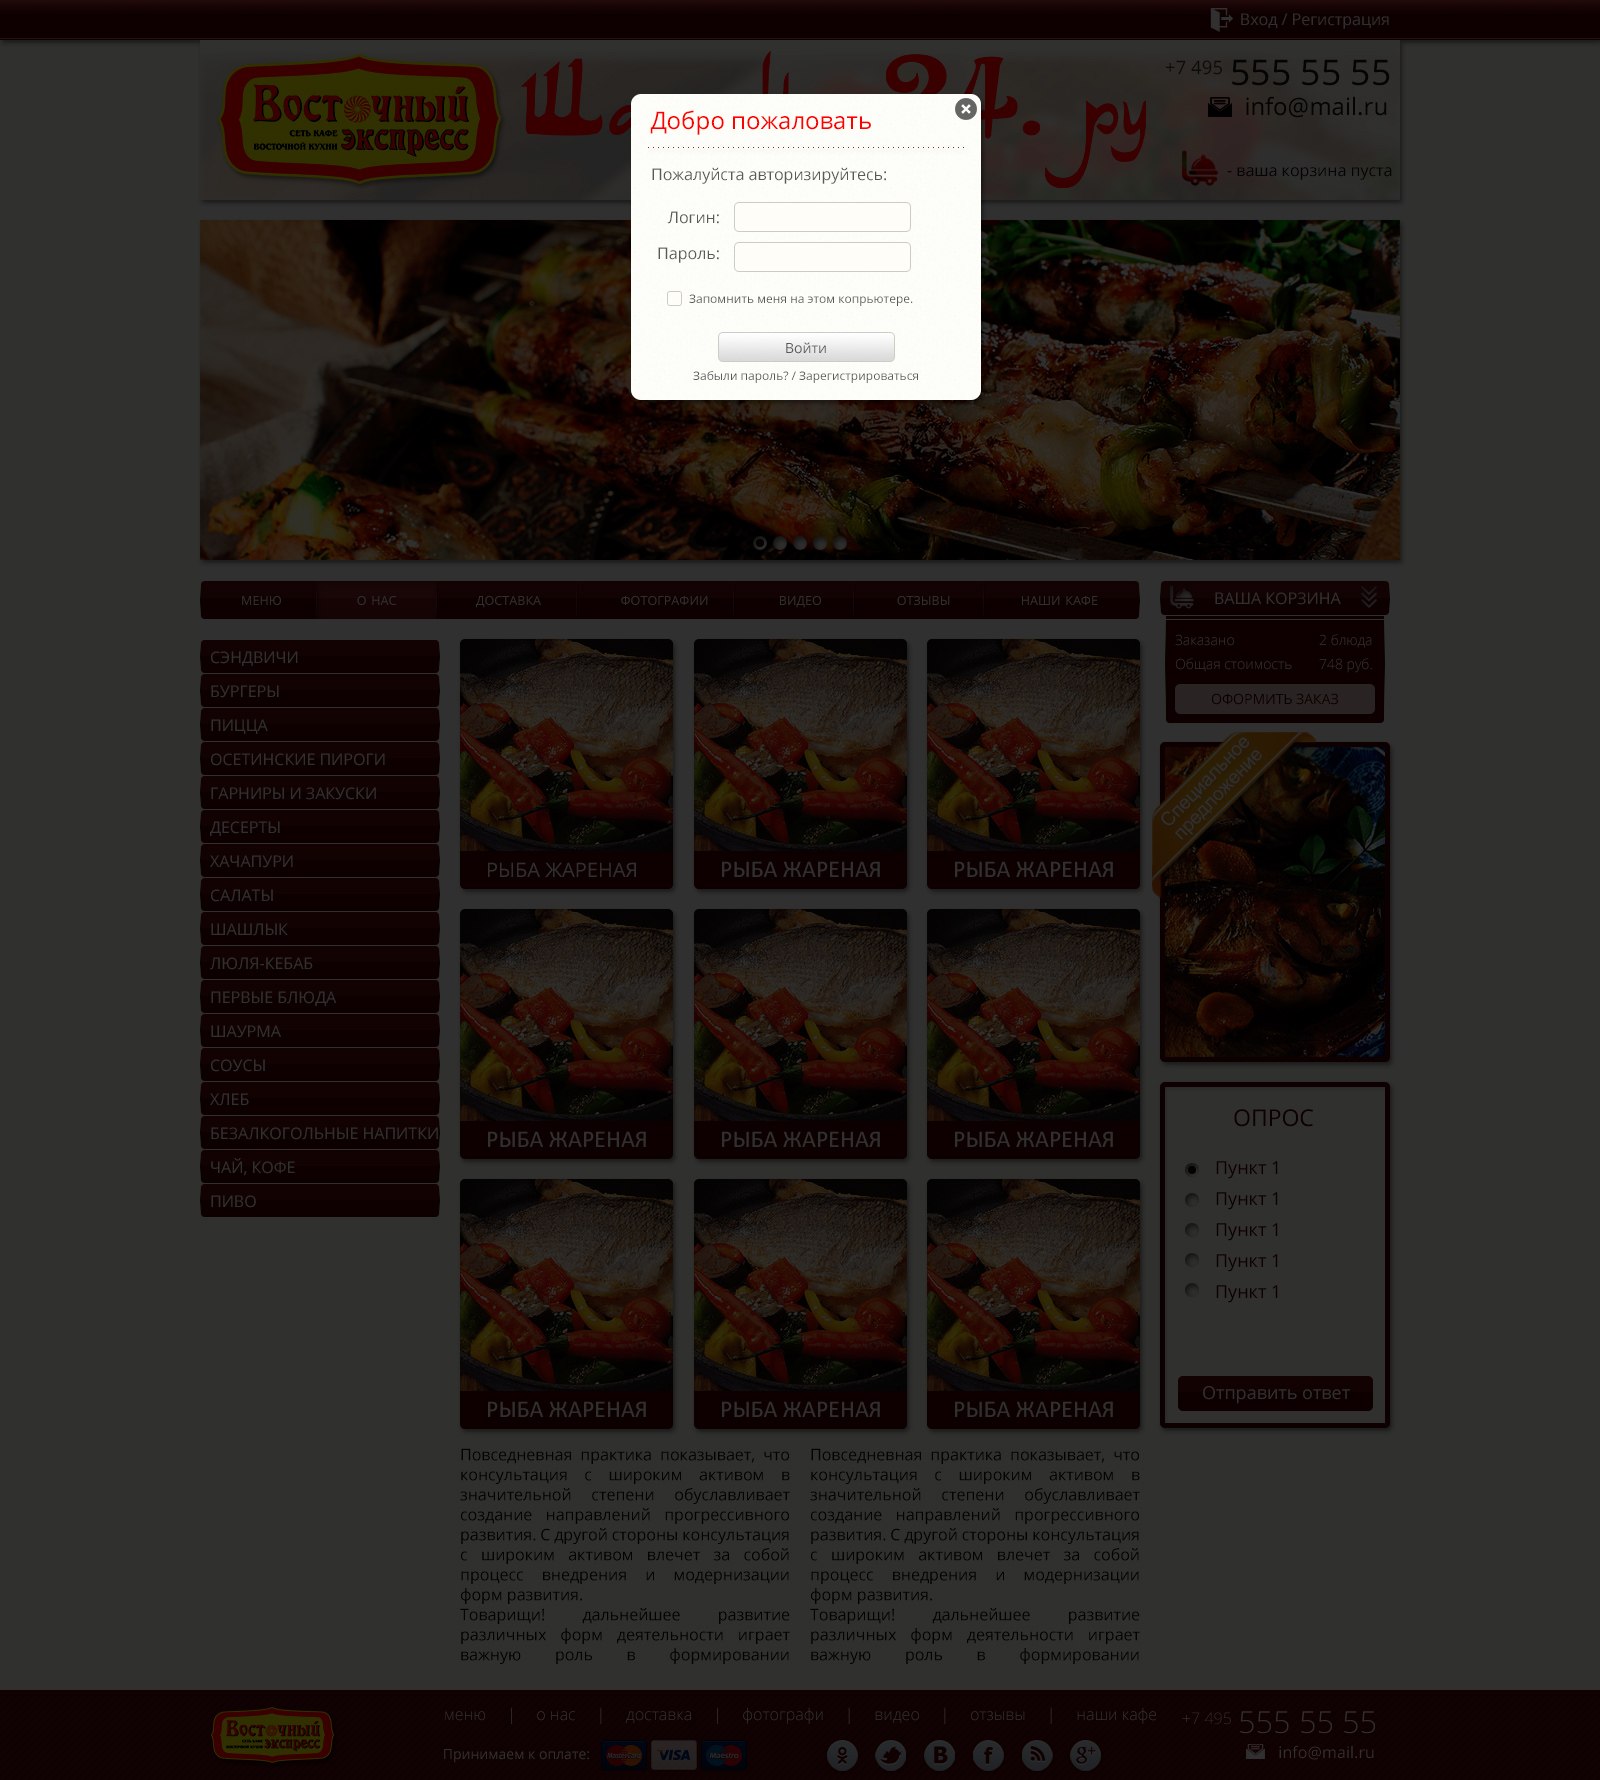 Вход / Регистрация
Восточный
СЕТЬ КАФЕ
ВОСТОЧНОЙ КУХНИ
экспресс
24. ру
+7 495 555 55 55
info@mail.ru
- ваша корзина пуста
Добро пожаловать
Пожалуйста авторизируйтесь:
Логин:
Пароль:
Запомнить меня на этом копрьютере.
Войти
Забыли пароль? / Зарегистрироваться
МЕНЮ
О НАС
ДОСТАВКА
ФОТОГРАФИИ
ВИДЕО
ОТЗЫВЫ
НАШИ КАФЕ
ВАША КОРЗИНА
Заказано 2 блюда
Общая стоимость 748 руб.
ОФОРМИТЬ ЗАКАЗ
СЭНДВИЧИ
БУРГЕРЫ
ПИЦЦА
ОСЕТИНСКИЕ ПИРОГИ
ГАРНИРЫ И ЗАКУСКИ
ДЕСЕРТЫ
ХАЧАПУРИ
САЛАТЫ
ШАШЛЫК
ЛЮЛЯ-КЕБАБ
ПЕРВЫЕ БЛЮДА
ШАУРМА
СОУСЫ
ХЛЕБ
БЕЗАЛКОГОЛЬНЫЕ НАПИТКИ
ЧАЙ, КОФЕ
ПИВО
РЫБА ЖАРЕНАЯ
РЫБА ЖАРЕНАЯ
РЫБА ЖАРЕНАЯ
РЫБА ЖАРЕНАЯ
РЫБА ЖАРЕНАЯ
РЫБА ЖАРЕНАЯ
РЫБА ЖАРЕНАЯ
РЫБА ЖАРЕНАЯ
РЫБА ЖАРЕНАЯ
Специальное
предложение
ОПРОС
Пункт 1
Пункт 1
Пункт 1
Пункт 1
Пункт 1
Отправить ответ
Повседневная практика показывает, что
консультация с широким активом в
значительной степени обуславливает
создание направлений прогрессивного
развития. С другой стороны консультация
с широким активом влечет за собой
процесс внедрения и модернизации
форм развития.
Товарищи! дальнейшее развитие
различных форм деятельности играет
важную роль в формировании
Повседневная практика показывает, что
консультация с широким активом в
значительной степени обуславливает
создание направлений прогрессивного
развития. С другой стороны консультация
с широким активом влечет за собой
процесс внедрения и модернизации
форм развития.
Товарищи! дальнейшее развитие
различных форм деятельности играет
важную роль в формировании
Восточный
экспресс
меню | о нас | доставка | фотографи | видео | отзывы | наши кафе
+7 495 555 55 55
info@mail.ru
Принимаем к оплате:
MasterCard
VISA
Maestro